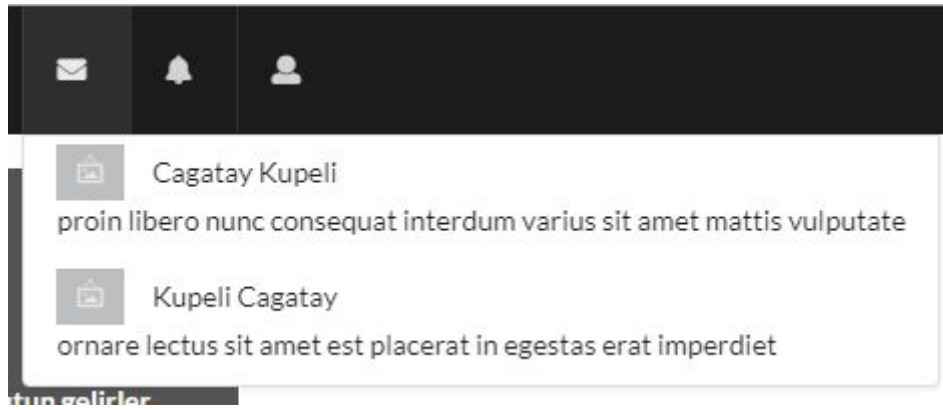 Cagatay Kupeli
proin libero nunc consequat interdum varius sit amet mattis vulputate
Kupeli Cagatay
ornare lectus sit amet est placerat in egestas erat imperdiet
gelirler